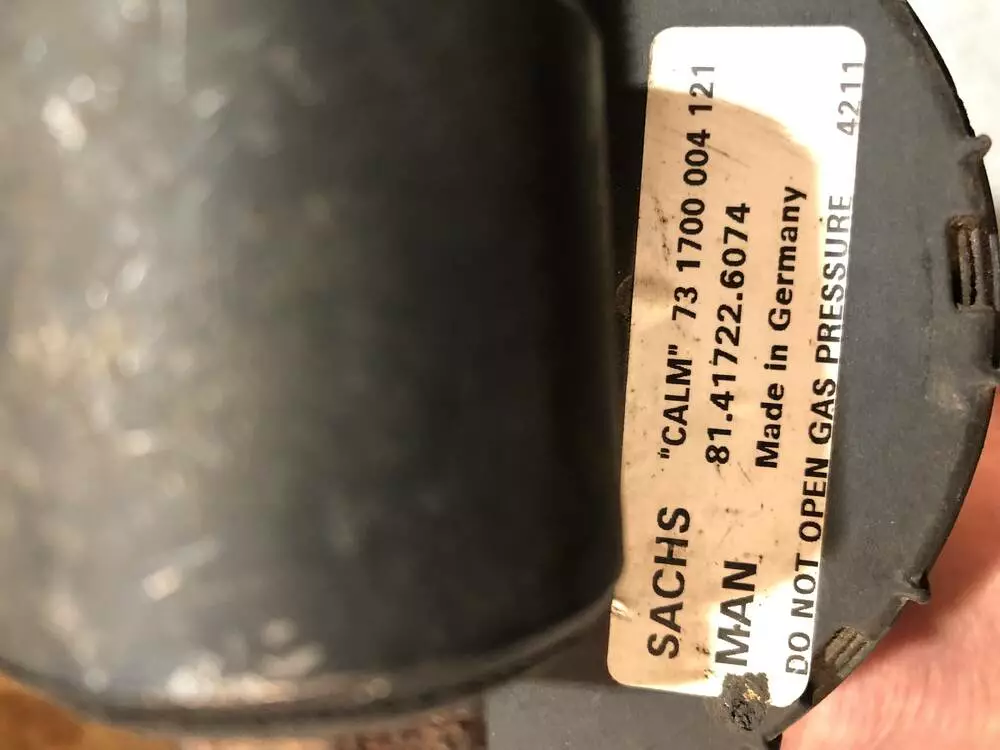 SACHS "CALM" 73 1700 004 121
MAN 81.41722.6074
Made in Germany
DO NOT OPEN GAS PRESSURE 4211